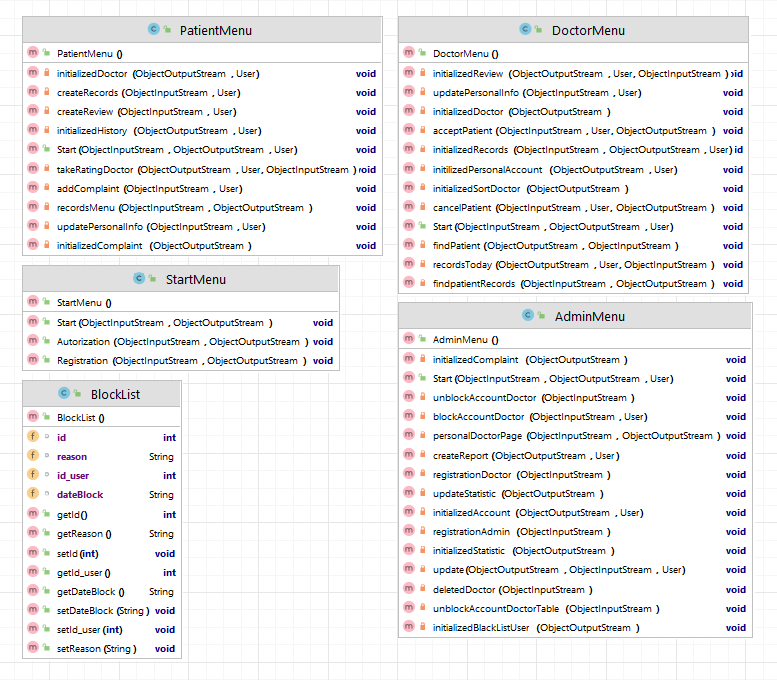 PatientMenu
PatientMenu ()
initializedDoctor (ObjectOutputStream , User) void
createRecords (ObjectInputStream , User) void
createReview (ObjectInputStream , User) void
initializedHistory (ObjectOutputStream , User) void
Start (ObjectInputStream , ObjectOutputStream , User) void
takeRatingDoctor (ObjectOutputStream , User, ObjectInputStream ) void
addComplaint (ObjectInputStream , User) void
recordsMenu (ObjectInputStream , ObjectOutputStream ) void
updatePersonalInfo (ObjectInputStream , User) void
initializedComplaint (ObjectOutputStream ) void
StartMenu
StartMenu ()
Start (ObjectInputStream , ObjectOutputStream ) void
Autorization (ObjectInputStream , ObjectOutputStream ) void
Registration (ObjectInputStream , ObjectOutputStream ) void
BlockList
BlockList ()
id int
reason String
id_user int
dateBlock String
getId() int
getReason () String
setId (int) void
getId_user () int
getDateBlock () String
setDateBlock (String ) void
setId_user (int) void
setReason (String ) void
DoctorMenu
DoctorMenu ()
initializedReview (ObjectOutputStream , User, ObjectInputStream ) void
updatePersonalInfo (ObjectInputStream , User) void
initializedDoctor (ObjectOutputStream ) void
acceptPatient (ObjectInputStream , User, ObjectOutputStream ) void
initializedRecords (ObjectInputStream , ObjectOutputStream , User) id
initilizedPersonalAccount (ObjectOutputStream , User) void
initializedSortDoctor (ObjectOutputStream ) void
cancelPatient (ObjectInputStream , User, ObjectOutputStream ) void
Start (ObjectInputStream , ObjectOutputStream , User) void
findPatient (ObjectOutputStream , ObjectInputStream ) void
recordsToday (ObjectOutputStream , User, ObjectInputStream ) void
findpatientRecords (ObjectInputStream , ObjectOutputStream ) void
AdminMenu
AdminMenu ()
initializedComplaint (ObjectOutputStream ) void
Start (ObjectInputStream , ObjectOutputStream , User) void
unblockAccountDoctor (ObjectInputStream ) void
blockAccountDoctor (ObjectInputStream , User) void
personalDoctorPage (ObjectInputStream , ObjectOutputStream ) void
createReport (ObjectOutputStream , User) void
registrationDoctor (ObjectInputStream ) void
updateStatistic (ObjectOutputStream ) void
initializedAccount (ObjectOutputStream , User) void
registrationAdmin (ObjectInputStream ) void
initializedStatistic (ObjectOutputStream ) void
update (ObjectOutputStream , ObjectInputStream , User) void
deletedDoctor (ObjectInputStream ) void
unblockAccountDoctorTable (ObjectInputStream ) void
initializedBlackListUser (ObjectOutputStream ) void